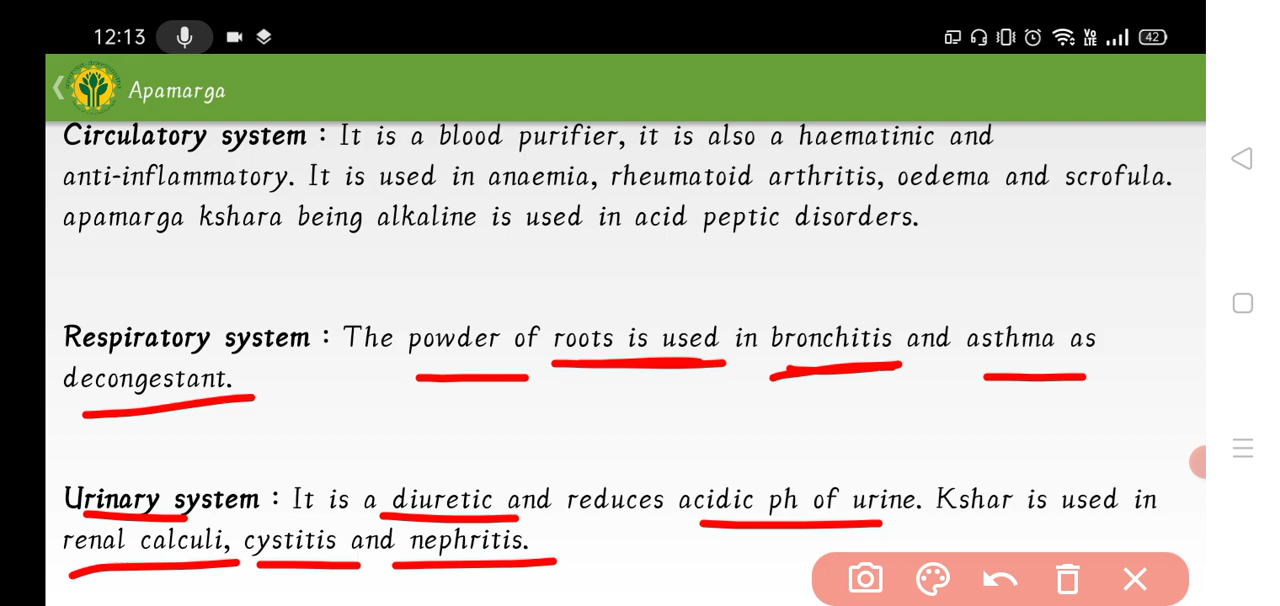 12:13
Vo LTE 42
Apamarga
Circulatory system : It is a blood purifier, it is also a haematinic and
anti-inflammatory. It is used in anaemia, rheumatoid arthritis, oedema and scrofula.
apamarga kshara being alkaline is used in acid peptic disorders.
Respiratory system : The powder of roots is used in bronchitis and asthma as
decongestant.
Urinary system : It is a diuretic and reduces acidic ph of urine. Kshar is used in
renal calculi, cystitis and nephritis.